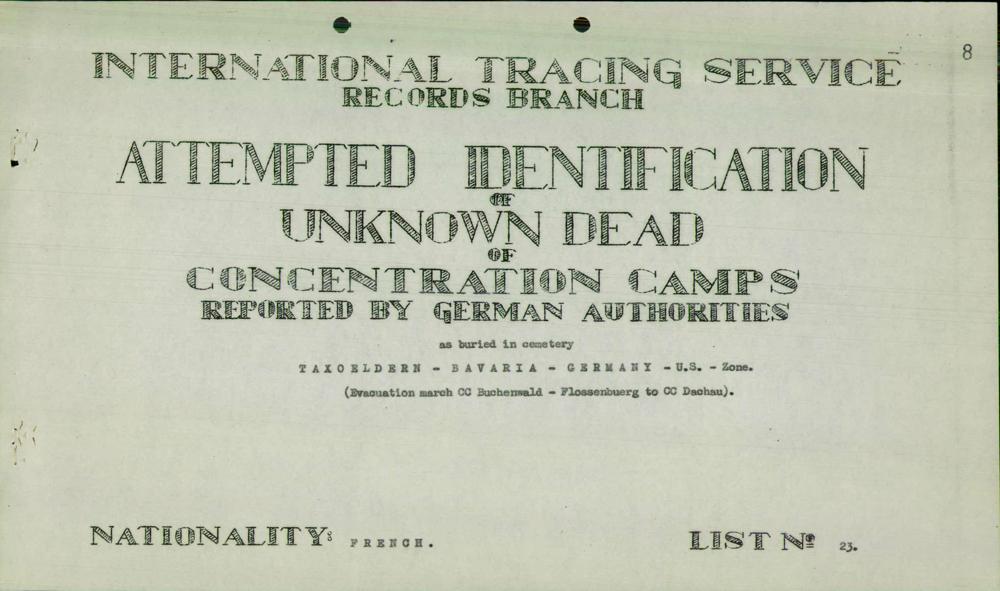 8
INTERNATIONAL TRACING SERVICE
RECORDS BRANCH
ATTEMPTED IDENTIFICATION
OF
UNKNOWN DEAD
OF
CONCENTRATION CAMPS
REPORTED BY GERMAN AUTHORITIES
as buried in cemetery
TAXOELDERN - BAVARIA - GERMANY - U.S. - Zone.
(Evacuation march CC Buchenwald - Flossenbuerg to CC Dachau).
NATIONALITY: FRENCH.
LIST Nº 23.